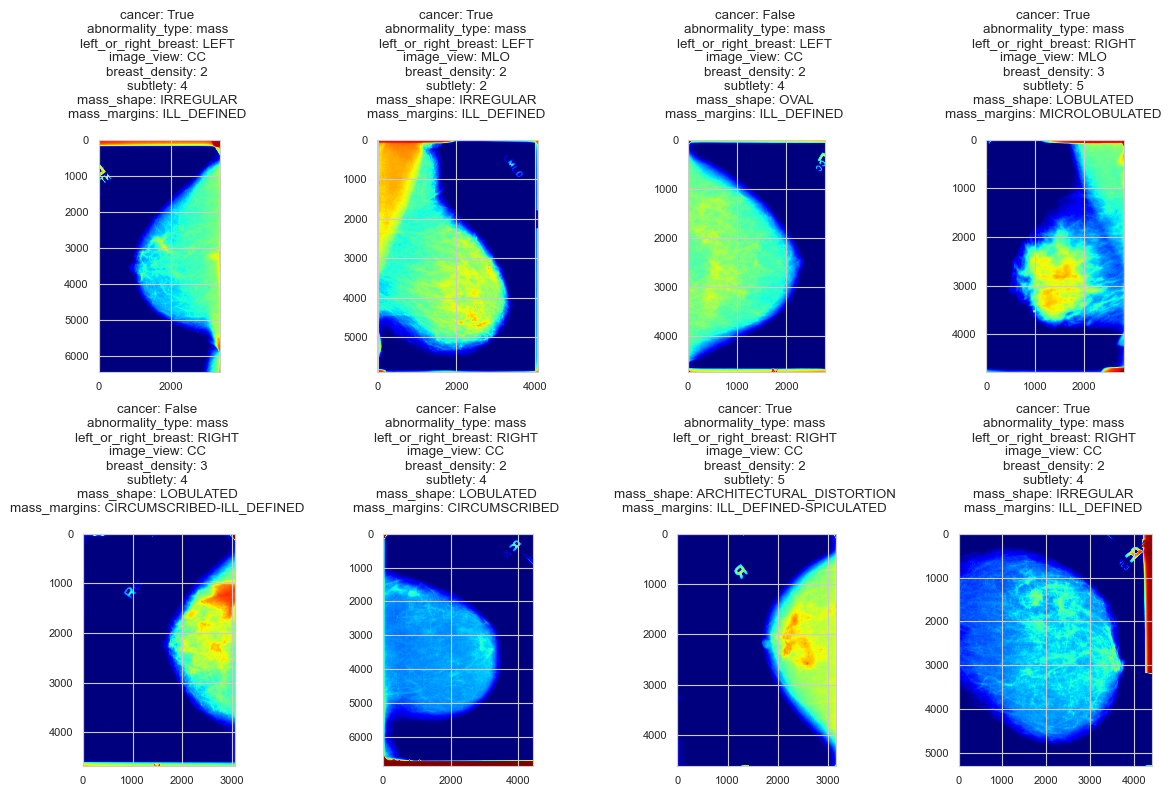 cancer: True
abnormality_type: mass
left_or_right_breast: LEFT
image_view: CC
breast_density: 2
subtlety: 4
mass_shape: IRREGULAR
mass_margins: ILL_DEFINED
0
1000
2000
3000
4000
5000
6000
0
2000
cancer: True
abnormality_type: mass
left_or_right_breast: LEFT
image_view: MLO
breast_density: 2
subtlety: 2
mass_shape: IRREGULAR
mass_margins: ILL_DEFINED
0
1000
2000
3000
4000
5000
0
2000
4000
cancer: False
abnormality_type: mass
left_or_right_breast: LEFT
image_view: CC
breast_density: 2
subtlety: 4
mass_shape: OVAL
mass_margins: ILL_DEFINED
0
1000
2000
3000
4000
0
1000
2000
cancer: True
abnormality_type: mass
left_or_right_breast: RIGHT
image_view: MLO
breast_density: 3
subtlety: 5
mass_shape: LOBULATED
mass_margins: MICROLOBULATED
0
1000
2000
3000
4000
0
1000
2000
cancer: False
abnormality_type: mass
left_or_right_breast: RIGHT
image_view: CC
breast_density: 3
subtlety: 4
mass_shape: LOBULATED
mass_margins: CIRCUMSCRIBED-ILL_DEFINED
0
1000
2000
3000
4000
0
1000
2000
3000
cancer: False
abnormality_type: mass
left_or_right_breast: RIGHT
image_view: CC
breast_density: 2
subtlety: 4
mass_shape: LOBULATED
mass_margins: CIRCUMSCRIBED
0
1000
2000
3000
4000
5000
6000
0
2000
4000
cancer: True
abnormality_type: mass
left_or_right_breast: RIGHT
image_view: CC
breast_density: 2
subtlety: 5
mass_shape: ARCHITECTURAL_DISTORTION
mass_margins: ILL_DEFINED-SPICULATED
R
0
1000
2000
3000
4000
0
1000
2000
3000
cancer: True
abnormality_type: mass
left_or_right_breast: RIGHT
image_view: CC
breast_density: 2
subtlety: 4
mass_shape: IRREGULAR
mass_margins: ILL_DEFINED
0
1000
2000
3000
4000
5000
0
1000
2000
3000
4000